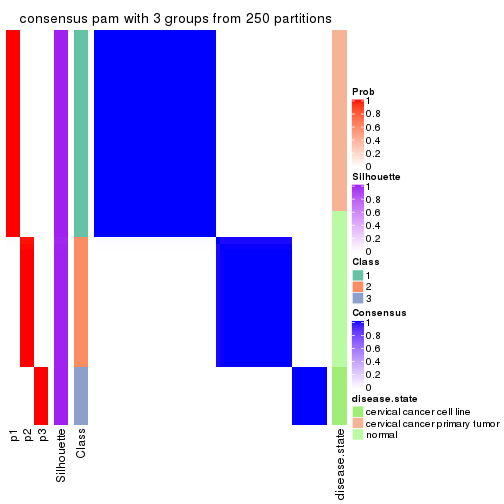 consensus pam with 3 groups from 250 partitions
p1
p2
p3
Silhouette
Class
disease.state
Prob
1
0.8
0.6
0.4
0.2
0
Silhouette
1
0.8
0.6
0.4
0.2
0
Class
1
2
3
Consensus
1
0.8
0.6
0.4
0.2
0
disease.state
cervical cancer cell line
cervical cancer primary tumor
normal